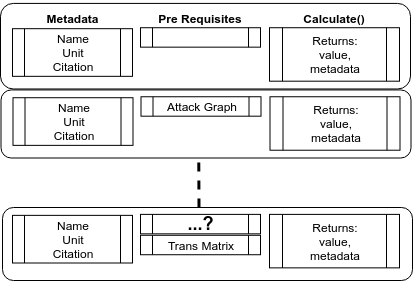 Metadata Pre Requisites Calculate()
Name
Unit
Citation
Returns:
value,
metadata
Name
Unit
Citation
Attack Graph
Returns:
value,
metadata
Name
Unit
Citation
...?
Trans Matrix
Returns:
value,
metadata